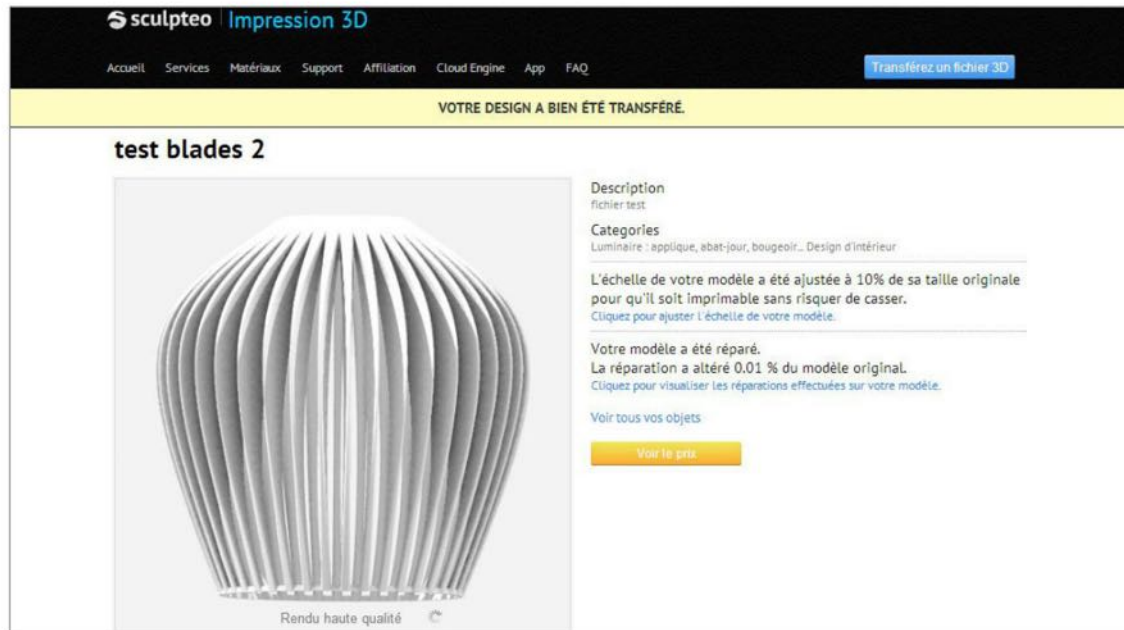 sculpteo Impression 3D
Accueil Services Matériaux Support Affiliation Cloud Engine App FAQ Transférez un fichier 3D
VOTRE DESIGN A BIEN ÉTÉ TRANSFÉRÉ.
test blades 2
Description
fichier test
Categories
Luminaire : applique, abat-jour, bougeoir... Design d'intérieur
L'échelle de votre modèle a été ajustée à 10% de sa taille originale
pour qu'il soit imprimable sans risquer de casser.
Cliquez pour ajuster l'échelle de votre modèle.
Votre modèle a été réparé.
La réparation a altéré 0.01 % du modèle original.
Cliquez pour visualiser les réparations effectuées sur votre modèle.
Voir tous vos objets
Voir le prix
Rendu haute qualité